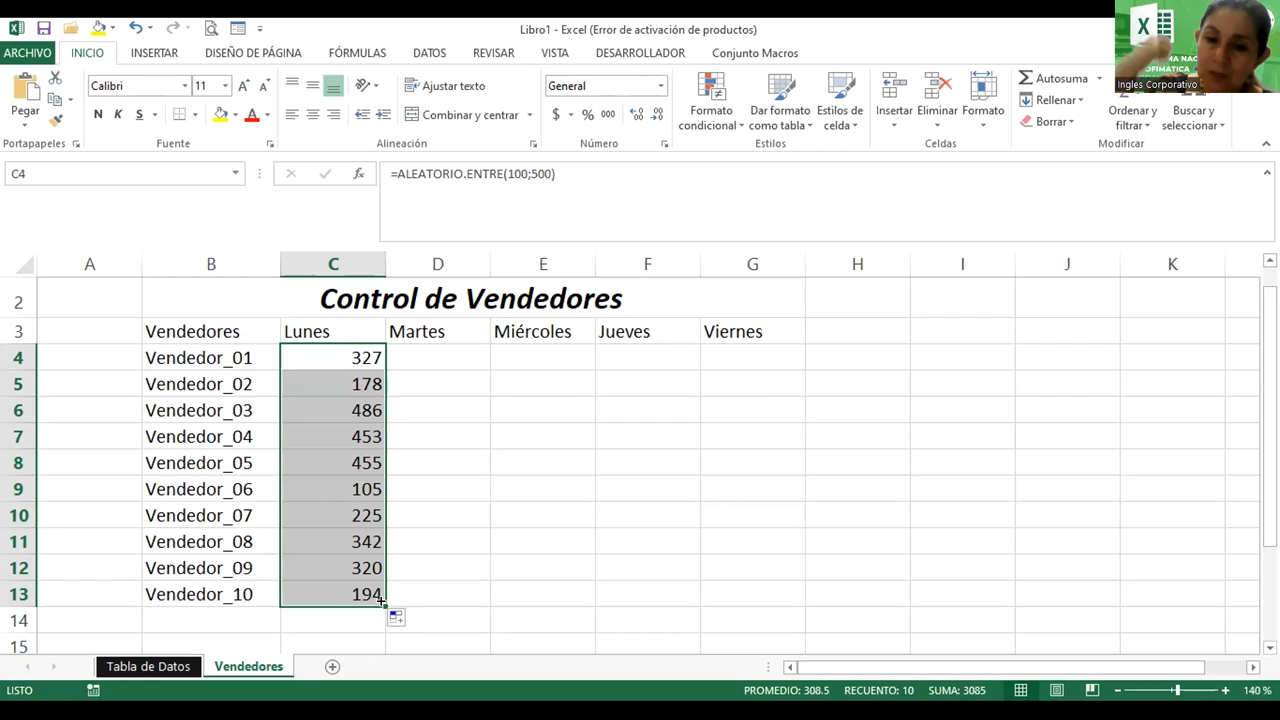 Libro1 - Excel (Error de activación de productos)
ARCHIVO INICIO INSERTAR DISEÑO DE PÁGINA FÓRMULAS DATOS REVISAR VISTA DESARROLLADOR Conjunto Macros
Ingles Corporativo
Pegar
Calibri 11
N K S
Ajustar texto
Combinar y centrar
General
$ % 000
Formato condicional
Dar formato como tabla
Estilos de celda
Insertar
Eliminar
Formato
Autosuma
Rellenar
Borrar
Ordenar y filtrar
Buscar y seleccionar
Portapapeles Fuente Alineación Número Estilos Celdas Modificar
C4 fx =ALEATORIO.ENTRE(100;500)
A B C D E F G H I J K
2 Control de Vendedores
3 Vendedores Lunes Martes Miércoles Jueves Viernes
4 Vendedor_01 327
5 Vendedor_02 178
6 Vendedor_03 486
7 Vendedor_04 453
8 Vendedor_05 455
9 Vendedor_06 105
10 Vendedor_07 225
11 Vendedor_08 342
12 Vendedor_09 320
13 Vendedor_10 194
14
15
Tabla de Datos Vendedores
LISTO PROMEDIO: 308.5 RECUENTO: 10 SUMA: 3085 140 %